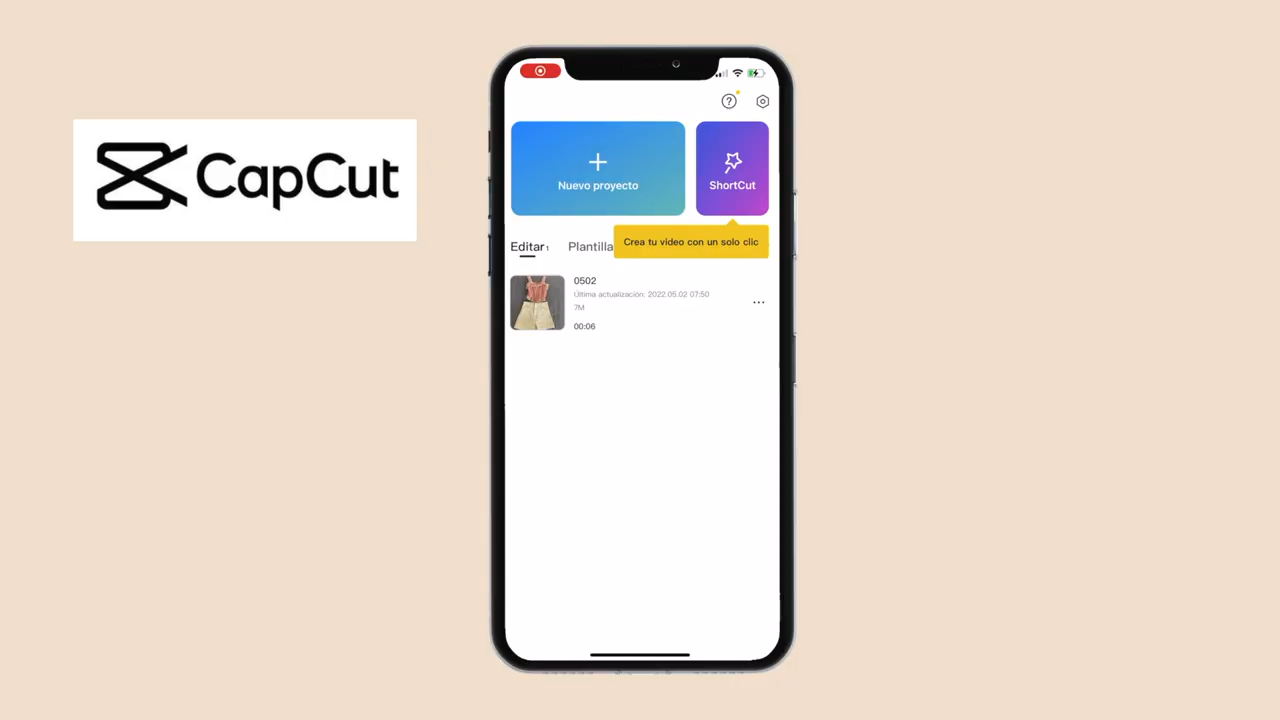 CapCut
?
Nuevo proyecto
ShortCut
Editar 1
Plantilla
Crea tu video con un solo clic
0502
Última actualización: 2022.05.02 07:50
7M
00:06